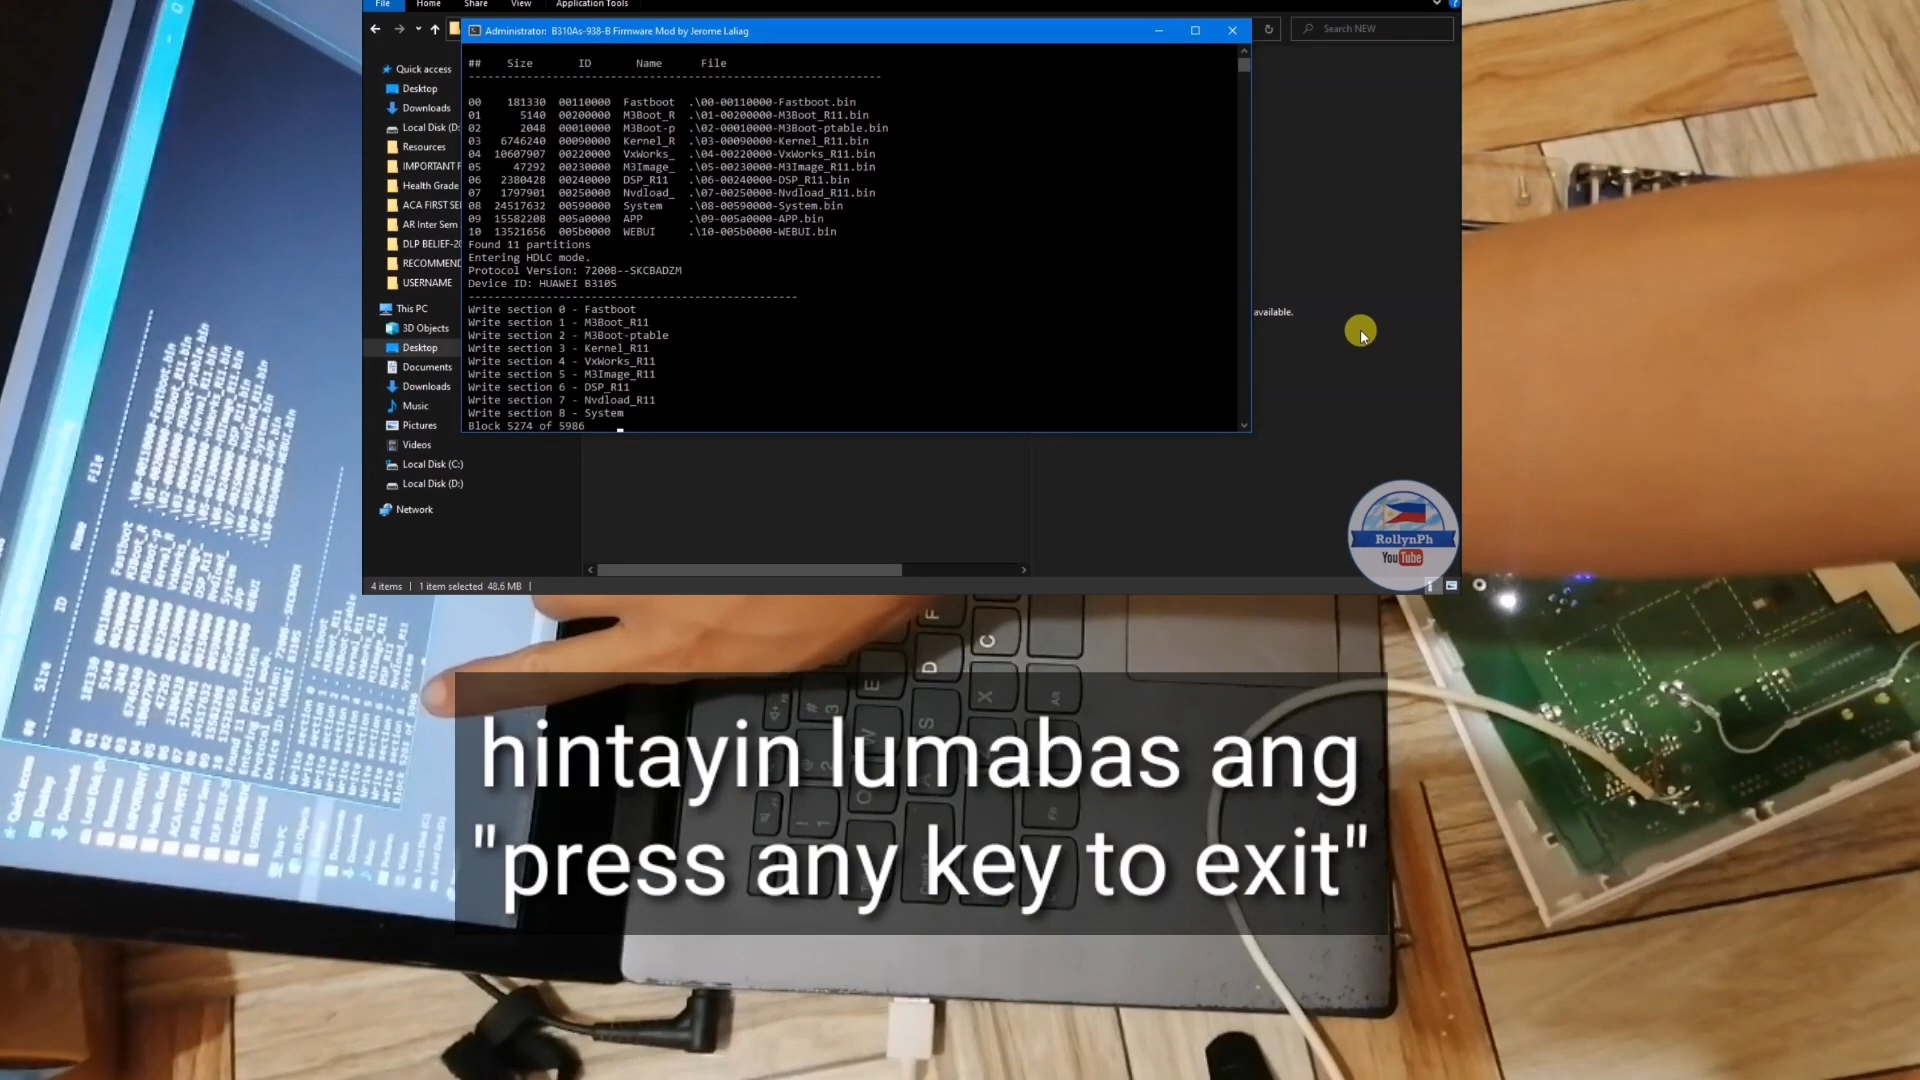 File Home Share View Application Tools
Search NEW
Administrator: B310As-938-B Firmware Mod by Jerome Laliag
Quick access
Desktop
Downloads
Local Disk (D:
Resources
IMPORTANT F
Health Grade
ACA FIRST SE
AR Inter Sem
DLP BELIEF-20
RECOMMEND
USERNAME
This PC
3D Objects
Desktop
Documents
Downloads
Music
Pictures
Videos
Local Disk (C:)
Local Disk (D:)
Network
## Size ID Name File
00 181330 00110000 Fastboot .\00-00110000-Fastboot.bin
01 5140 00200000 M3Boot_R .\01-00200000-M3Boot_R11.bin
02 2048 00010000 M3Boot-p .\02-00010000-M3Boot-ptable.bin
03 6746240 00090000 Kernel_R .\03-00090000-Kernel_R11.bin
04 10607907 00220000 VxWorks_ .\04-00220000-VxWorks_R11.bin
05 47292 00230000 M3Image_ .\05-00230000-M3Image_R11.bin
06 2380428 00240000 DSP_R11 .\06-00240000-DSP_R11.bin
07 1797901 00250000 Nvdload_ .\07-00250000-Nvdload_R11.bin
08 24517632 00590000 System .\08-00590000-System.bin
09 15582208 005a0000 APP .\09-005a0000-APP.bin
10 13521656 005b0000 WEBUI .\10-005b0000-WEBUI.bin
Found 11 partitions
Entering HDLC mode.
Protocol Version: 7200B--SKCBADZM
Device ID: HUAWEI B310S
Write section 0 - Fastboot
Write section 1 - M3Boot_R11
Write section 2 - M3Boot-ptable
Write section 3 - Kernel_R11
Write section 4 - VxWorks_R11
Write section 5 - M3Image_R11
Write section 6 - DSP_R11
Write section 7 - Nvdload_R11
Write section 8 - System
Block 5274 of 5986
available.
RollynPh
YouTube
4 items 1 item selected 48.6 MB
hintayin lumabas ang
"press any key to exit"